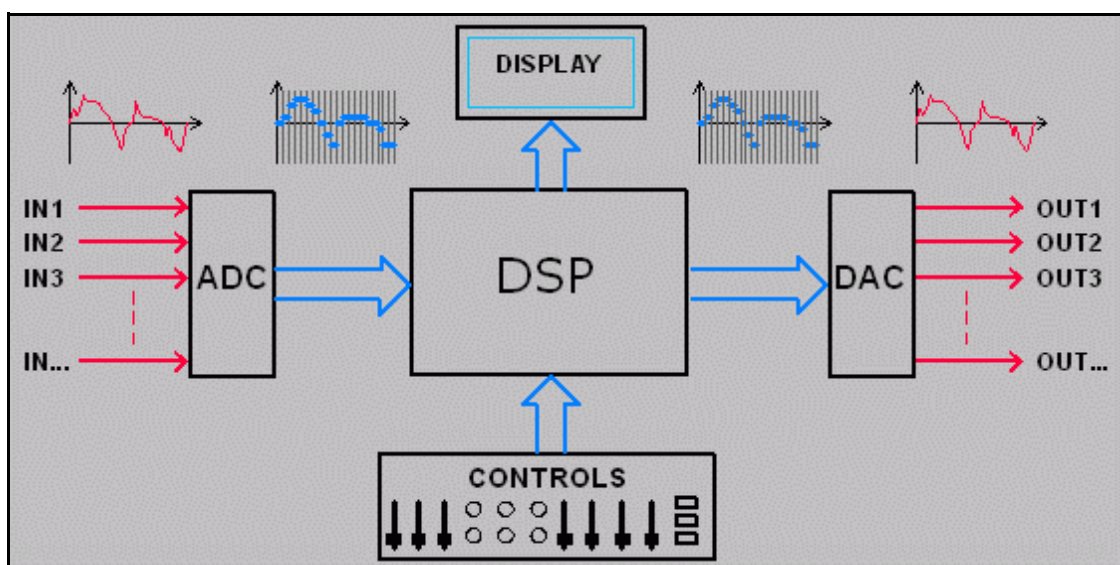 DISPLAY
IN1
IN2
IN3
IN...
ADC
DSP
DAC
OUT1
OUT2
OUT3
OUT...
CONTROLS